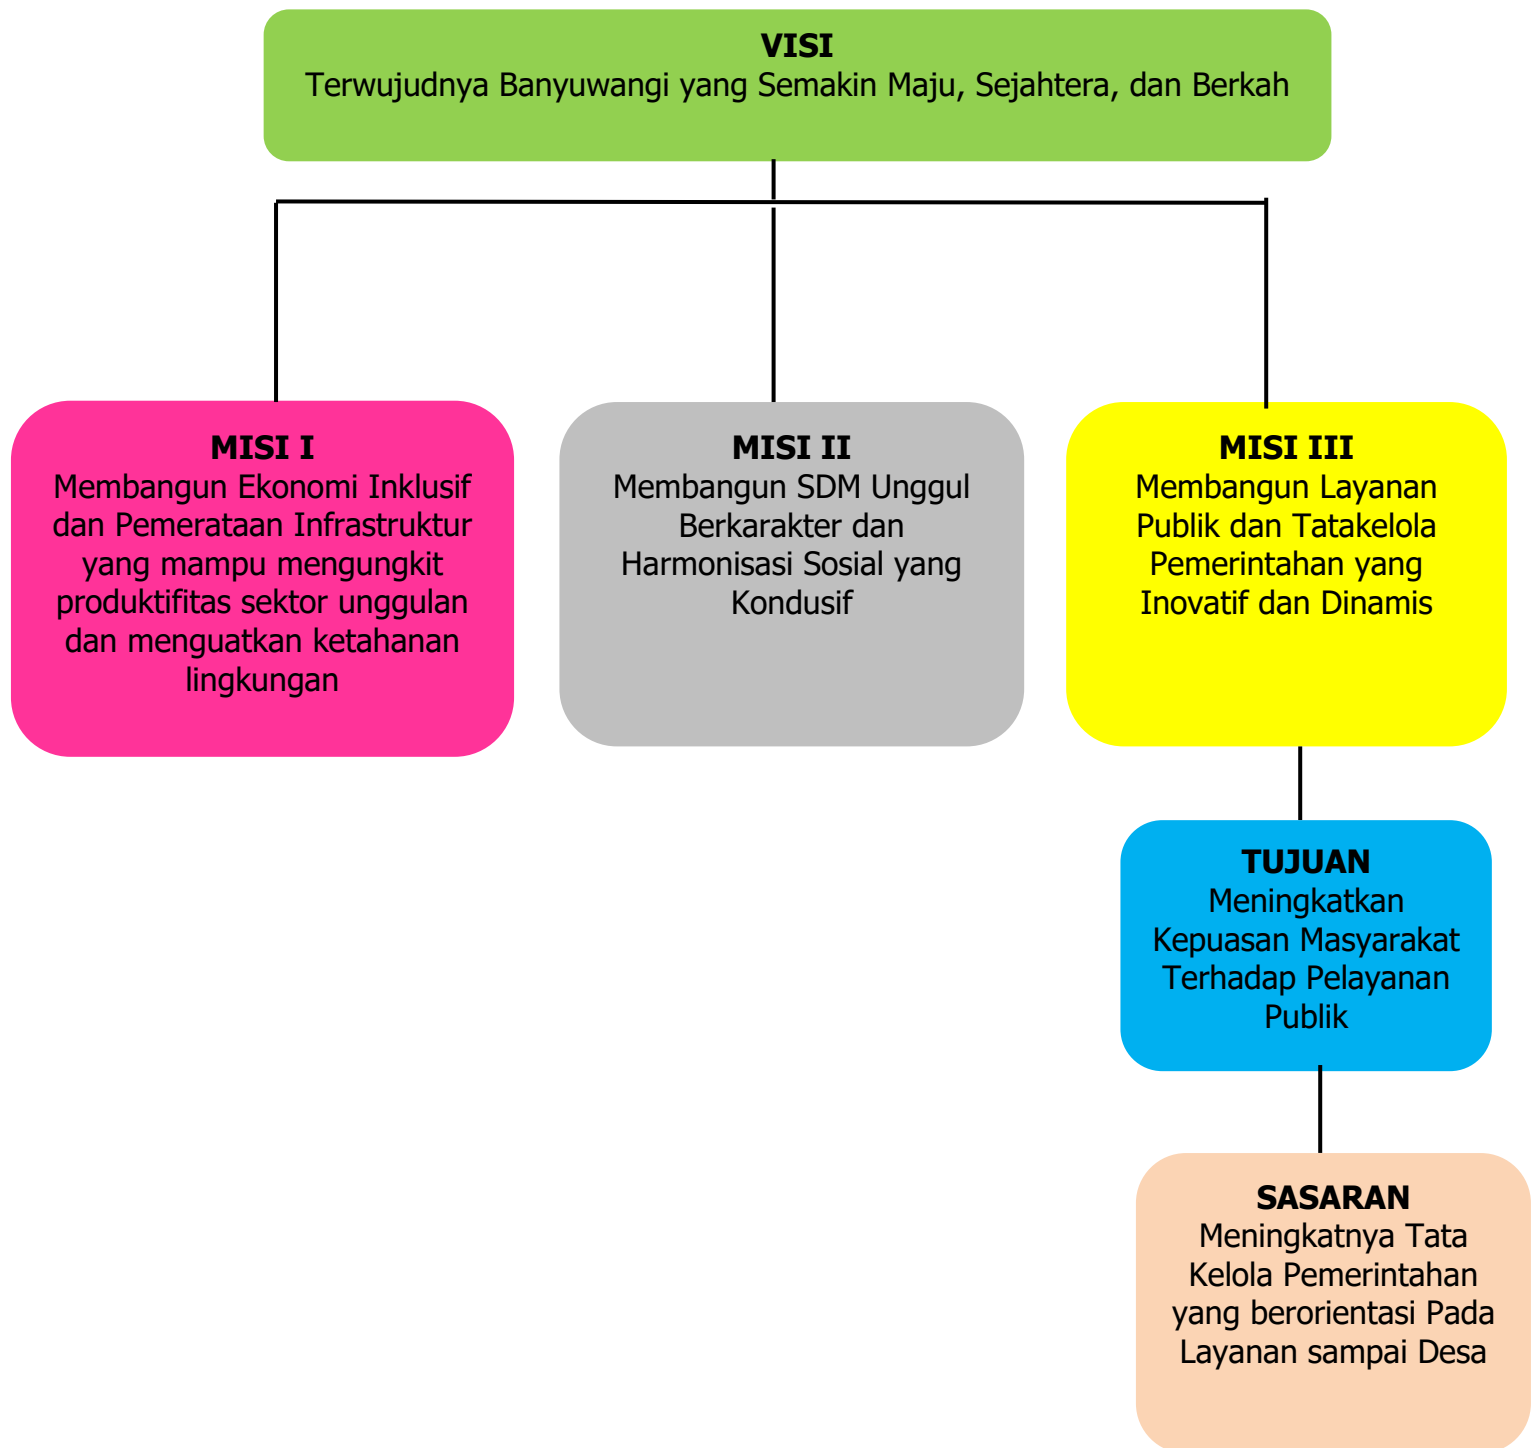 VISI
Terwujudnya Banyuwangi yang Semakin Maju, Sejahtera, dan Berkah
MISI I
Membangun Ekonomi Inklusif
dan Pemerataan Infrastruktur
yang mampu mengungkit
produktifitas sektor unggulan
dan menguatkan ketahanan
lingkungan
MISI II
Membangun SDM Unggul
Berkarakter dan
Harmonisasi Sosial yang
Kondusif
MISI III
Membangun Layanan
Publik dan Tatakelola
Pemerintahan yang
Inovatif dan Dinamis
TUJUAN
Meningkatkan
Kepuasan Masyarakat
Terhadap Pelayanan
Publik
SASARAN
Meningkatnya Tata
Kelola Pemerintahan
yang berorientasi Pada
Layanan sampai Desa